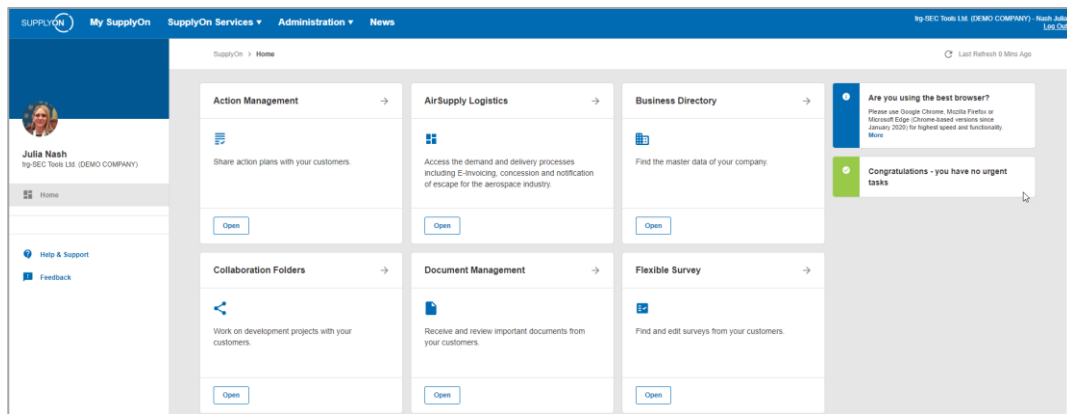 SUPPLYON My SupplyOn SupplyOn Services ▾ Administration ▾ News
trg-SEC Tools Ltd. (DEMO COMPANY) - Nash Julia
Log Out
SupplyOn > Home
Last Refresh 0 Mins Ago
Julia Nash
trg-SEC Tools Ltd. (DEMO COMPANY)
Home
Help & Support
Feedback
Action Management
Share action plans with your customers.
Open
AirSupply Logistics
Access the demand and delivery processes
including E-Invoicing, concession and notification
of escape for the aerospace industry.
Open
Business Directory
Find the master data of your company.
Open
Are you using the best browser?
Please use Google Chrome, Mozilla Firefox or
Microsoft Edge (Chrome-based versions since
January 2020) for highest speed and functionality.
More
Congratulations - you have no urgent
tasks
Collaboration Folders
Work on development projects with your
customers.
Open
Document Management
Receive and review important documents from
your customers.
Open
Flexible Survey
Find and edit surveys from your customers.
Open